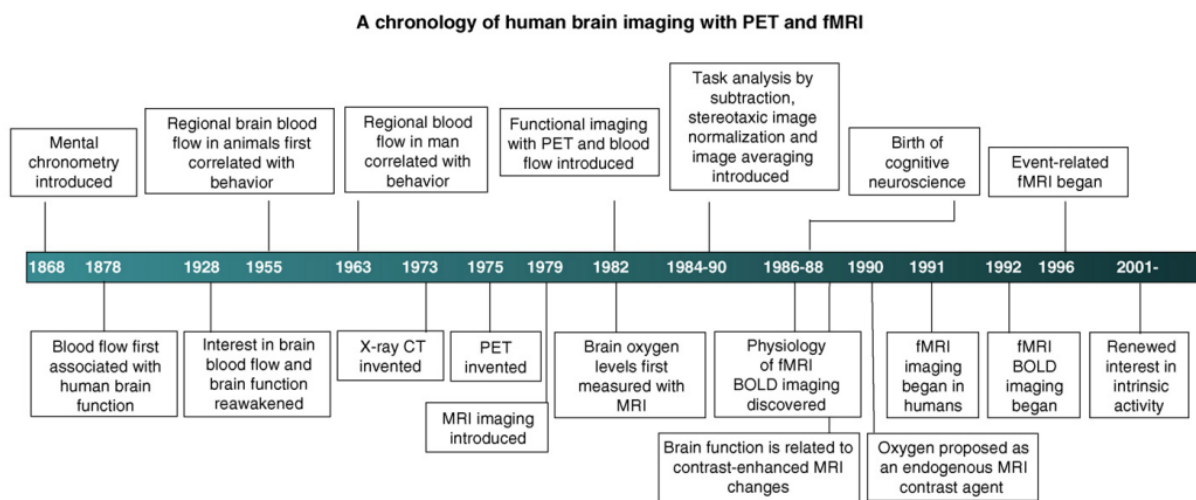 A chronology of human brain imaging with PET and fMRI
Mental
chronometry
introduced
Regional brain blood
flow in animals first
correlated with
behavior
Regional blood
flow in man
correlated with
behavior
Functional imaging
with PET and blood
flow introduced
Task analysis by
subtraction,
stereotaxic image
normalization and
image averaging
introduced
Birth of
cognitive
neuroscience
Event-related
fMRI began
1868 1878 1928 1955 1963 1973 1975 1979 1982 1984-90 1986-88 1990 1991 1992 1996 2001-
Blood flow first
associated with
human brain
function
Interest in brain
blood flow and
brain function
reawakened
X-ray CT
invented
PET
invented
MRI imaging
introduced
Brain oxygen
levels first
measured with
MRI
Physiology
of fMRI
BOLD imaging
discovered
Brain function is related to
contrast-enhanced MRI
changes
Oxygen proposed as
an endogenous MRI
contrast agent
fMRI
imaging
began in
humans
fMRI
BOLD
imaging
began
Renewed
interest in
intrinsic
activity